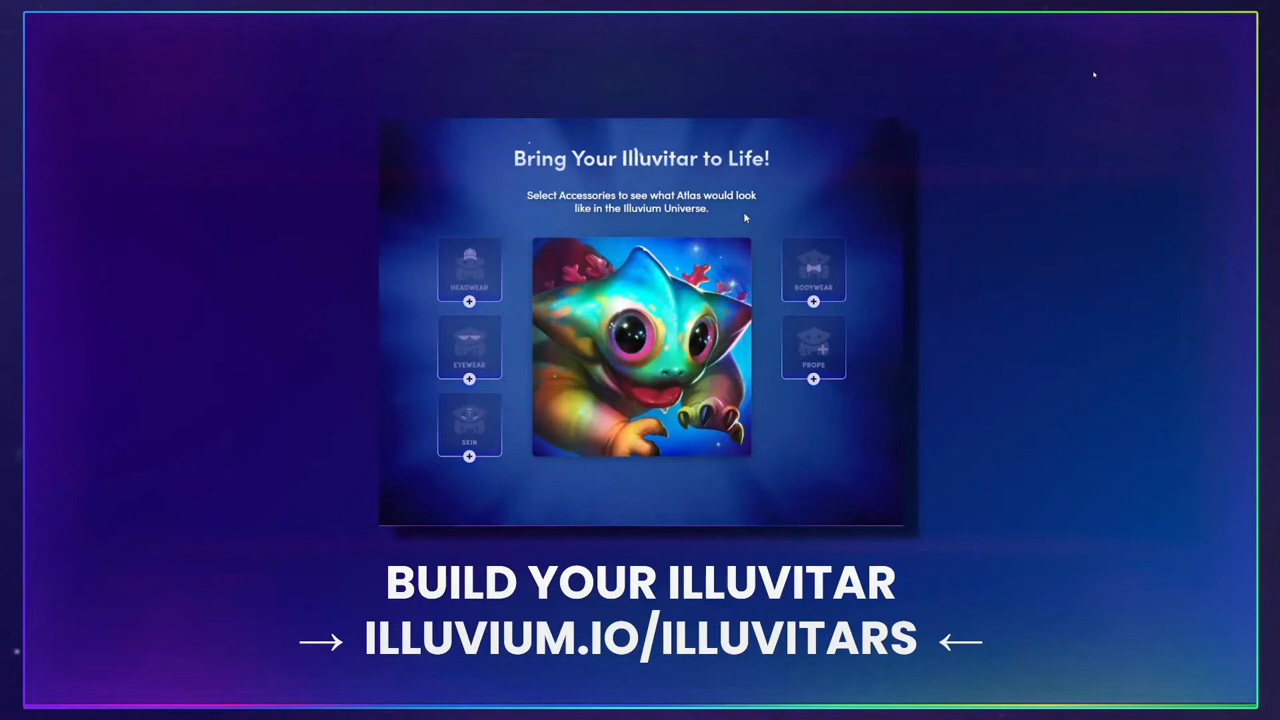 Bring Your Illuvitar to Life!
Select Accessories to see what Atlas would look
like in the Illuvium Universe.
HEADWEAR
BODYWEAR
EYEWEAR
PROPS
SKIN
BUILD YOUR ILLUVITAR
→ ILLUVIUM.IO/ILLUVITARS ←